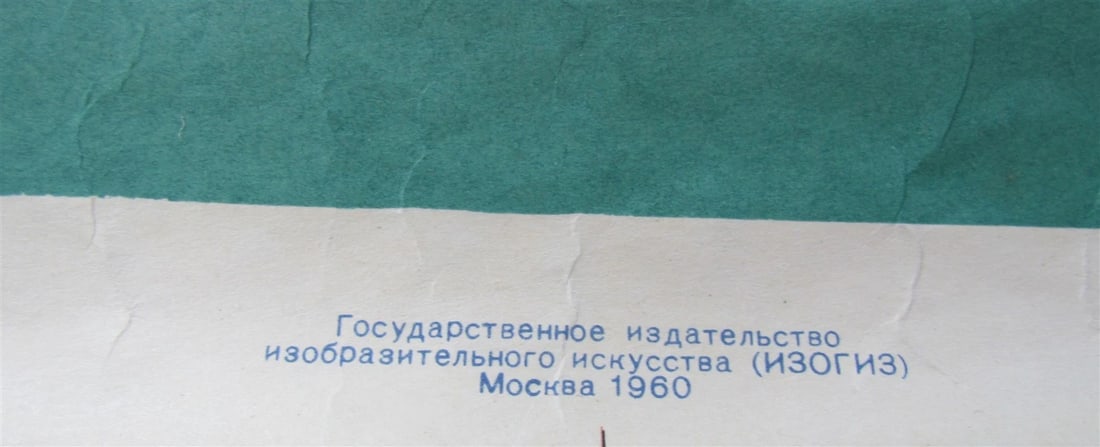 Государственное издательство
изобразительного искусства (ИЗОГИЗ)
Москва 1960